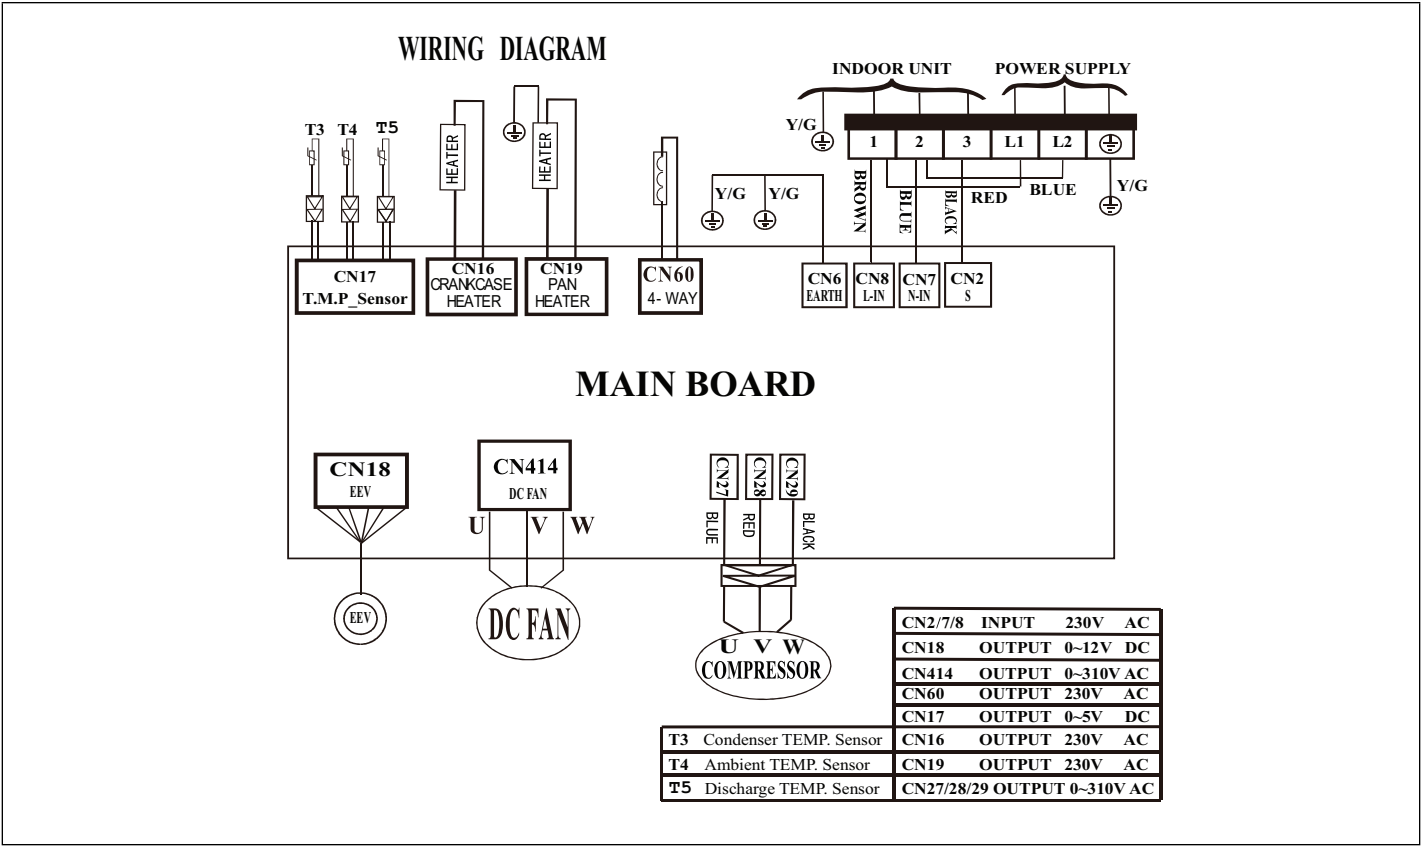 WIRING DIAGRAM
INDOOR UNIT
POWER SUPPLY
T3
T4
T5
HEATER
HEATER
Y/G
1
2
3
L1
L2
Y/G
Y/G
Y/G
BROWN
BLUE
BLACK
RED
BLUE
CN17
T.M.P_Sensor
CN16
CRANKCASE
HEATER
CN19
PAN
HEATER
CN60
4- WAY
CN6
EARTH
CN8
L-IN
CN7
N-IN
CN2
S
MAIN BOARD
CN18
EEV
CN414
DC FAN
U
V
W
CN27
CN28
CN29
BLUE
RED
BLACK
EEV
DC FAN
U V W
COMPRESSOR
CN2/7/8 INPUT 230V AC
CN18 OUTPUT 0~12V DC
CN414 OUTPUT 0~310V AC
CN60 OUTPUT 230V AC
CN17 OUTPUT 0~5V DC
T3 Condenser TEMP. Sensor CN16 OUTPUT 230V AC
T4 Ambient TEMP. Sensor CN19 OUTPUT 230V AC
T5 Discharge TEMP. Sensor CN27/28/29 OUTPUT 0~310V AC